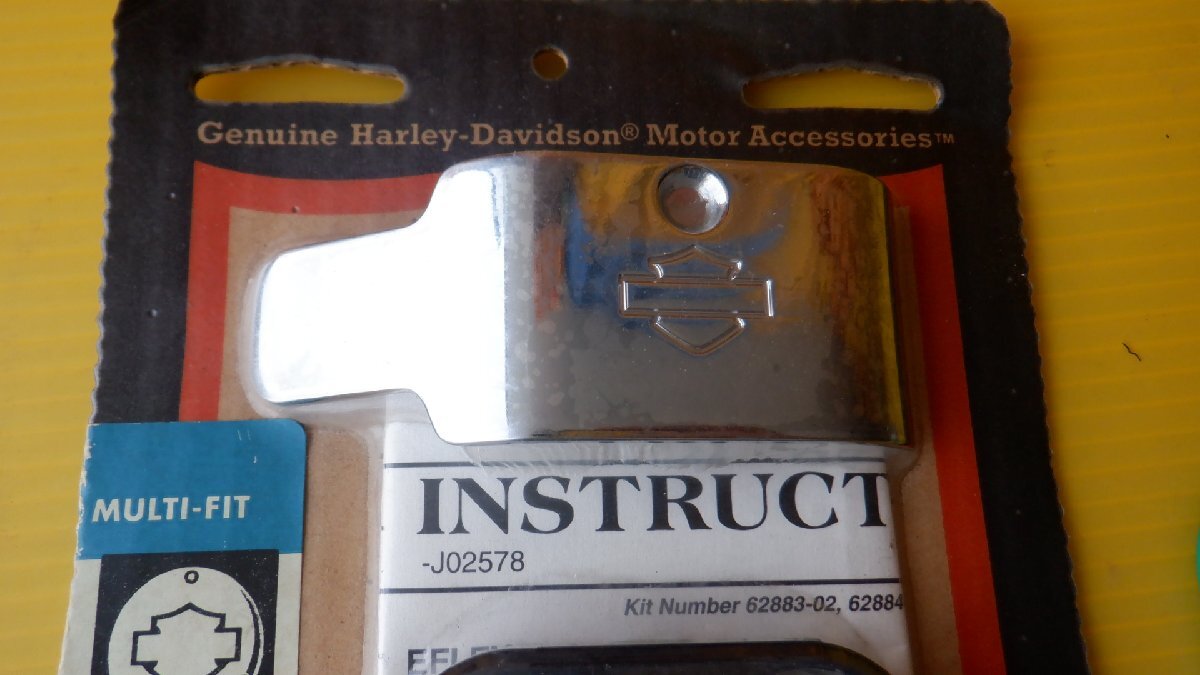 Genuine Harley-Davidson® Motor Accessories™
INSTRUCT
-J02578
MULTI-FIT
Kit Number 62883-02, 62884